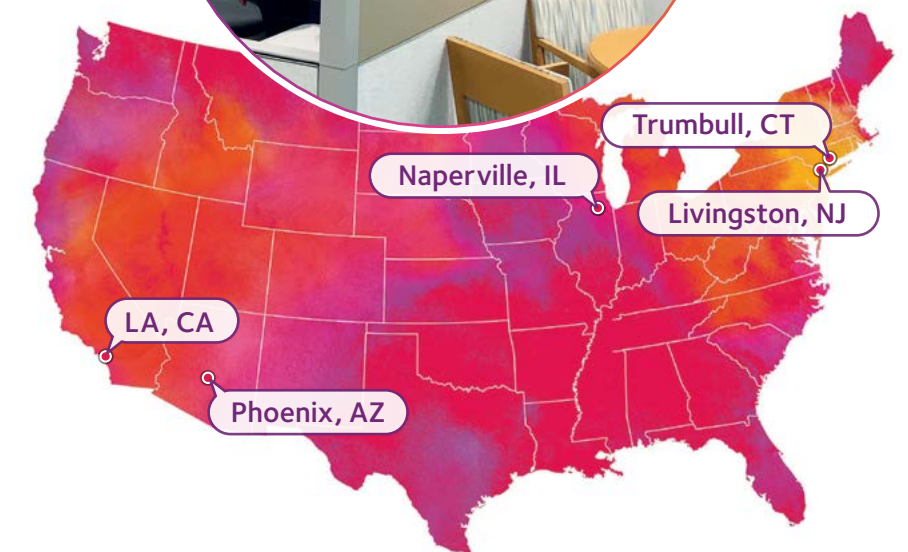 Trumbull, CT
Naperville, IL
Livingston, NJ
LA, CA
Phoenix, AZ